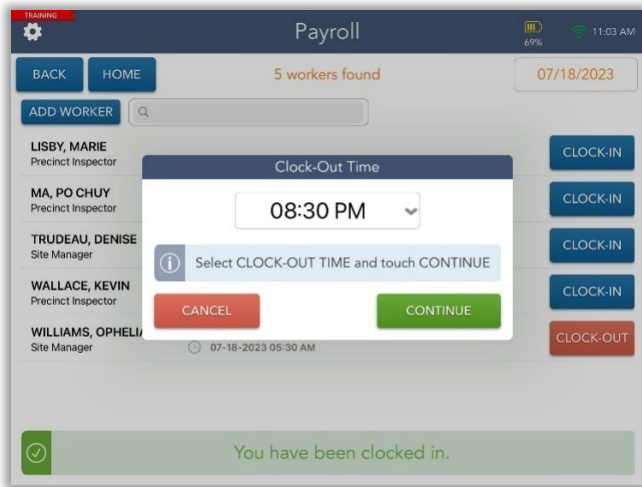 TRAINING
Payroll
69%
11:03 AM
BACK
HOME
5 workers found
07/18/2023
ADD WORKER
LISBY, MARIE
Precinct Inspector
CLOCK-IN
MA, PO CHUY
Precinct Inspector
CLOCK-IN
TRUDEAU, DENISE
Site Manager
CLOCK-IN
WALLACE, KEVIN
Precinct Inspector
CLOCK-IN
WILLIAMS, OPHELI
Site Manager
07-18-2023 05:30 AM
CLOCK-OUT
Clock-Out Time
08:30 PM
Select CLOCK-OUT TIME and touch CONTINUE
CANCEL
CONTINUE
You have been clocked in.